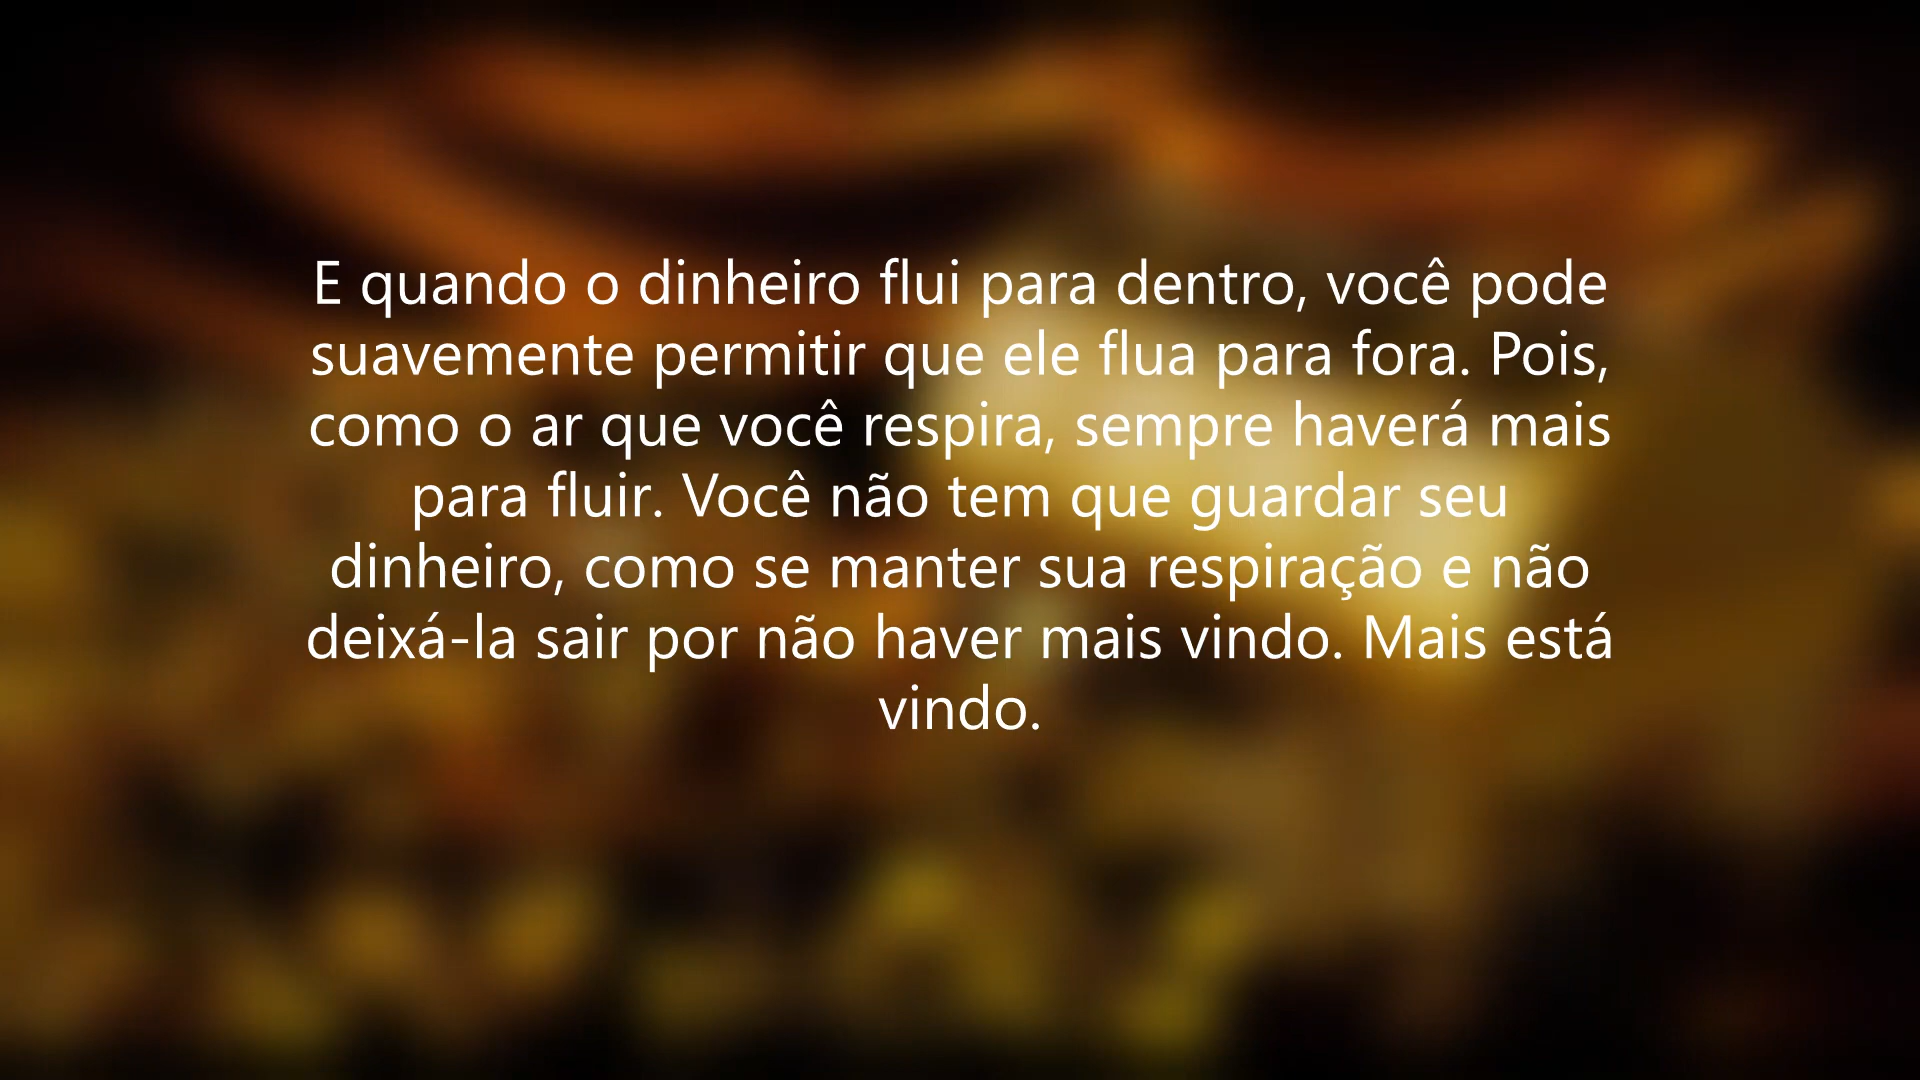 E quando o dinheiro flui para dentro, você pode
suavemente permitir que ele flua para fora. Pois,
como o ar que você respira, sempre haverá mais
para fluir. Você não tem que guardar seu
dinheiro, como se manter sua respiração e não
deixá-la sair por não haver mais vindo. Mais está
vindo.